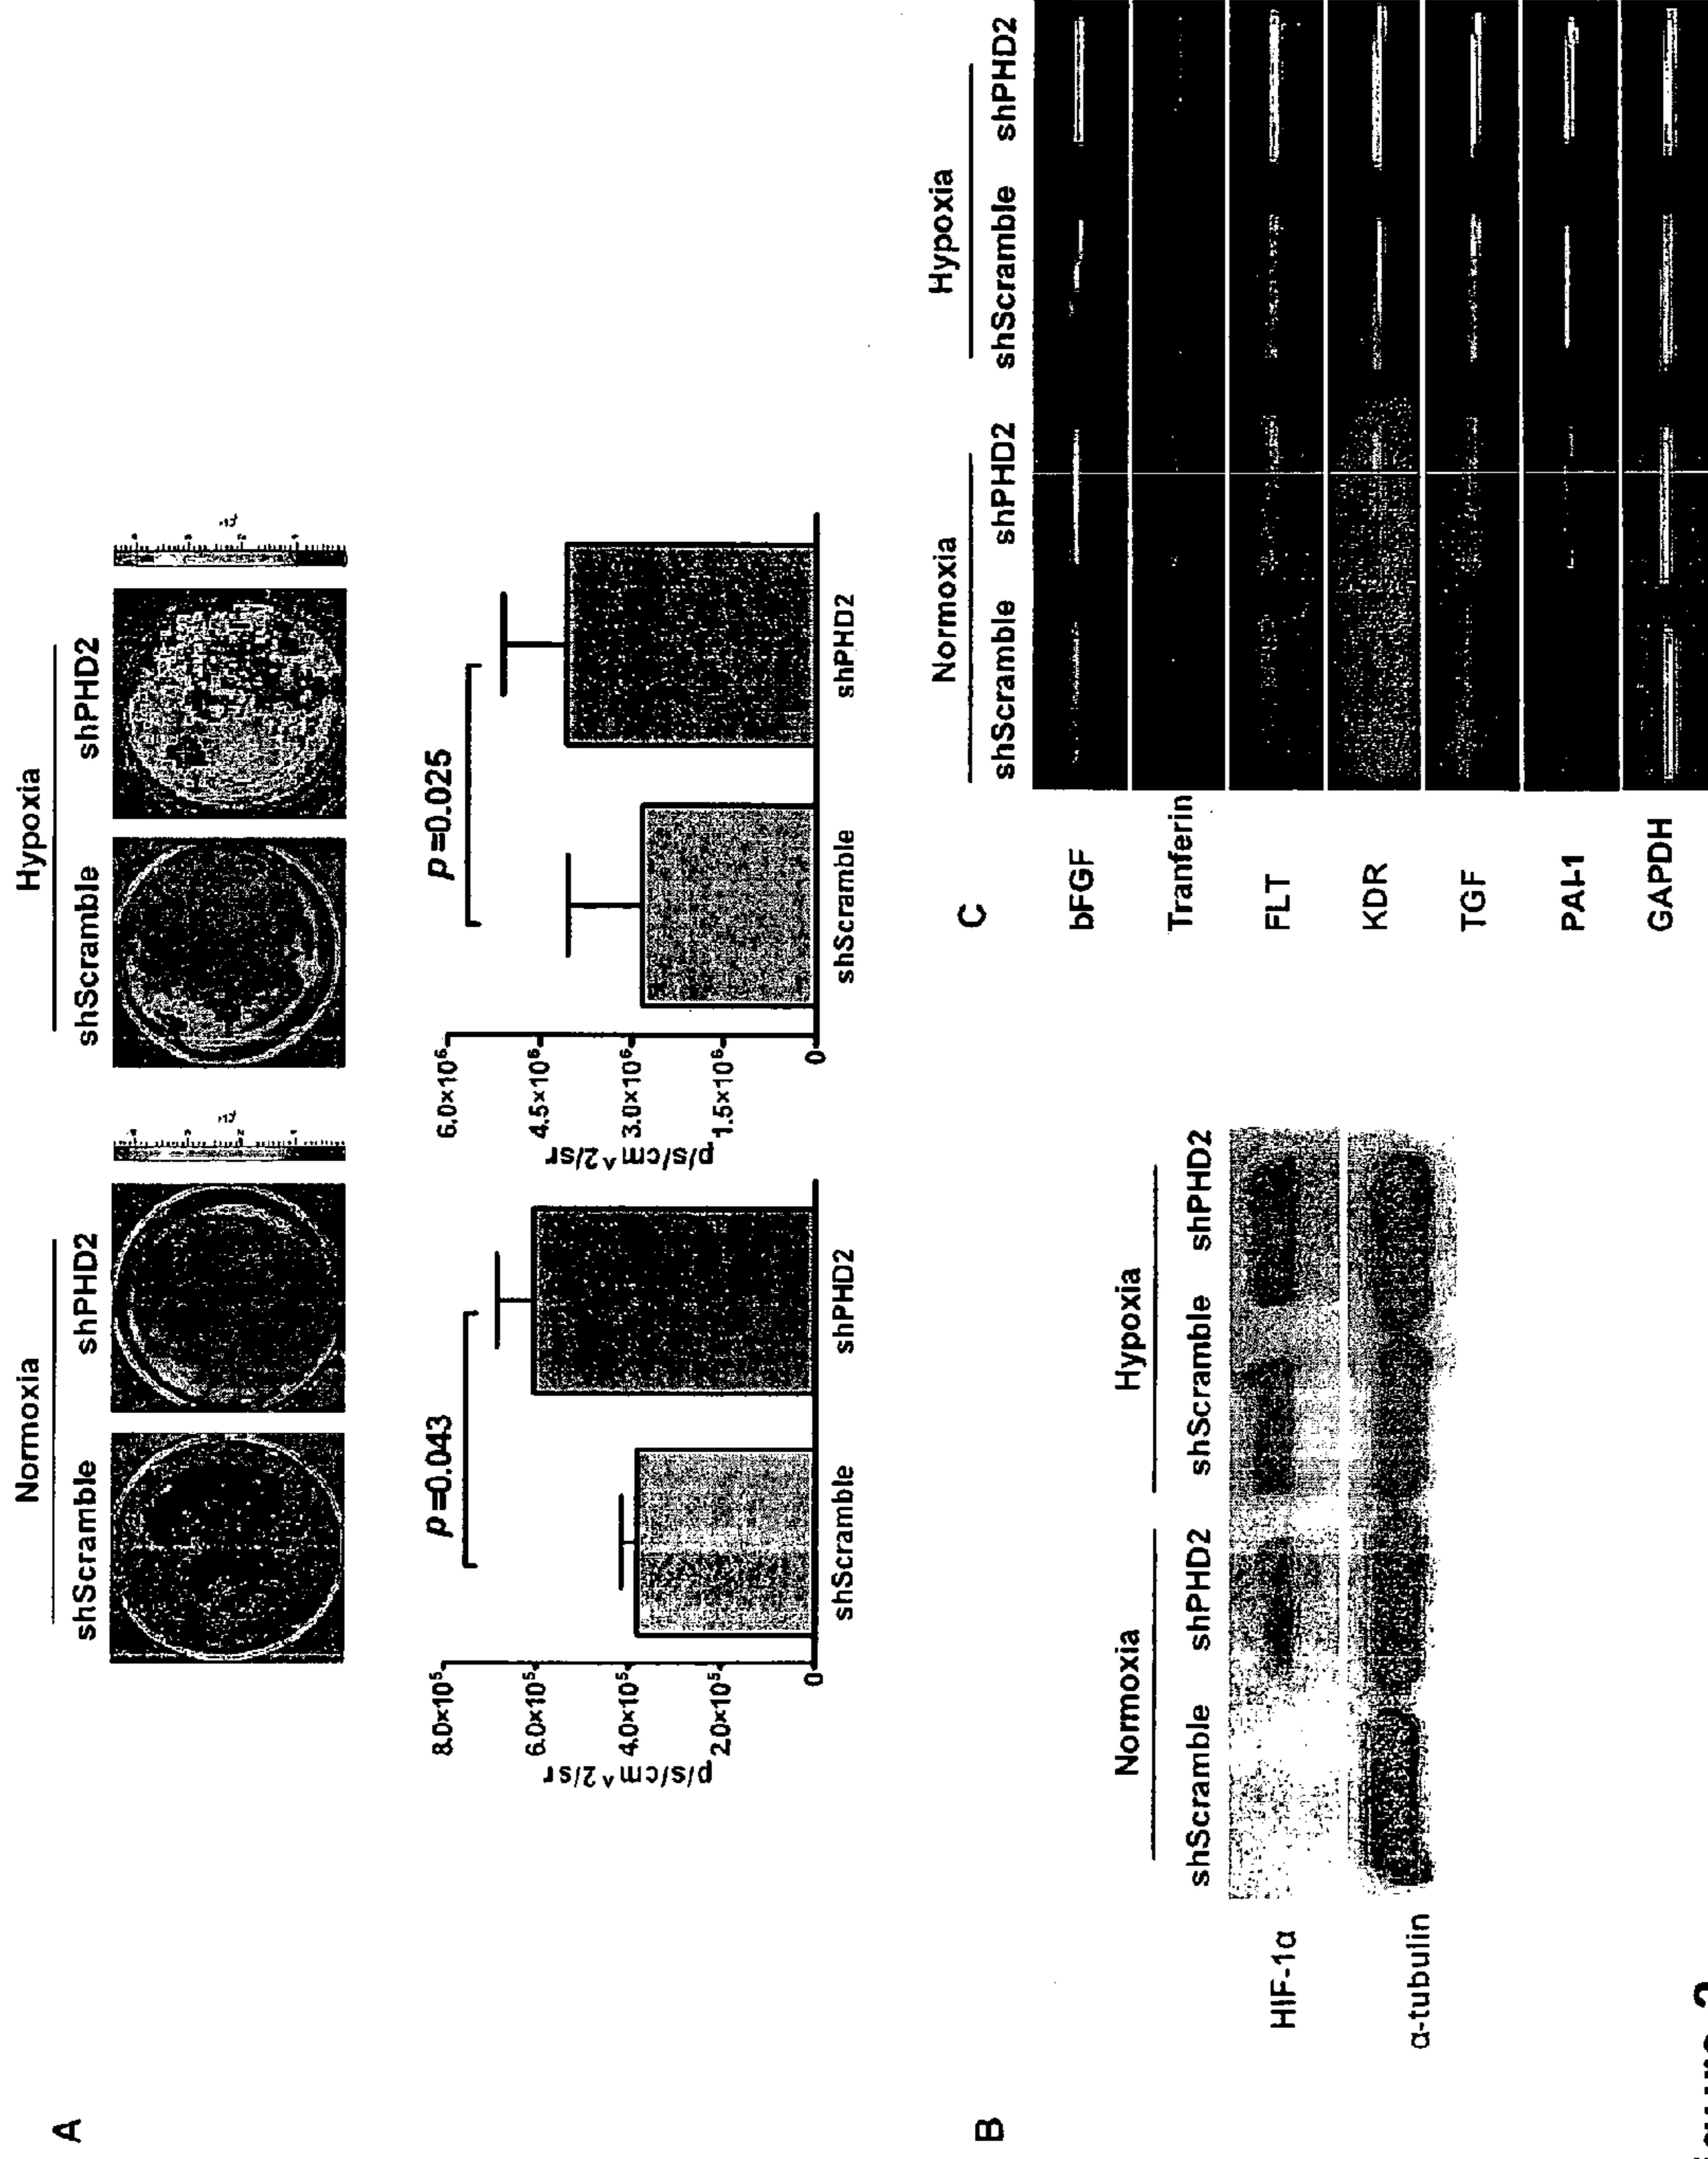 A
Normoxia
Hypoxia
shScramble shPHD2
shScramble shPHD2
p=0.043
p=0.025
p/s/cm^2/sr
8.0×10⁵
6.0×10⁵
4.0×10⁵
2.0×10⁵
0
shScramble shPHD2
p/s/cm^2/sr
6.0×10⁶
4.5×10⁶
3.0×10⁶
1.5×10⁶
0
shScramble shPHD2
B
Normoxia Hypoxia
shScramble shPHD2 shScramble shPHD2
HIF-1α
α-tubulin
C
Normoxia Hypoxia
shScramble shPHD2 shScramble shPHD2
bFGF
Tranferin
FLT
KDR
TGF
PAI-1
GAPDH